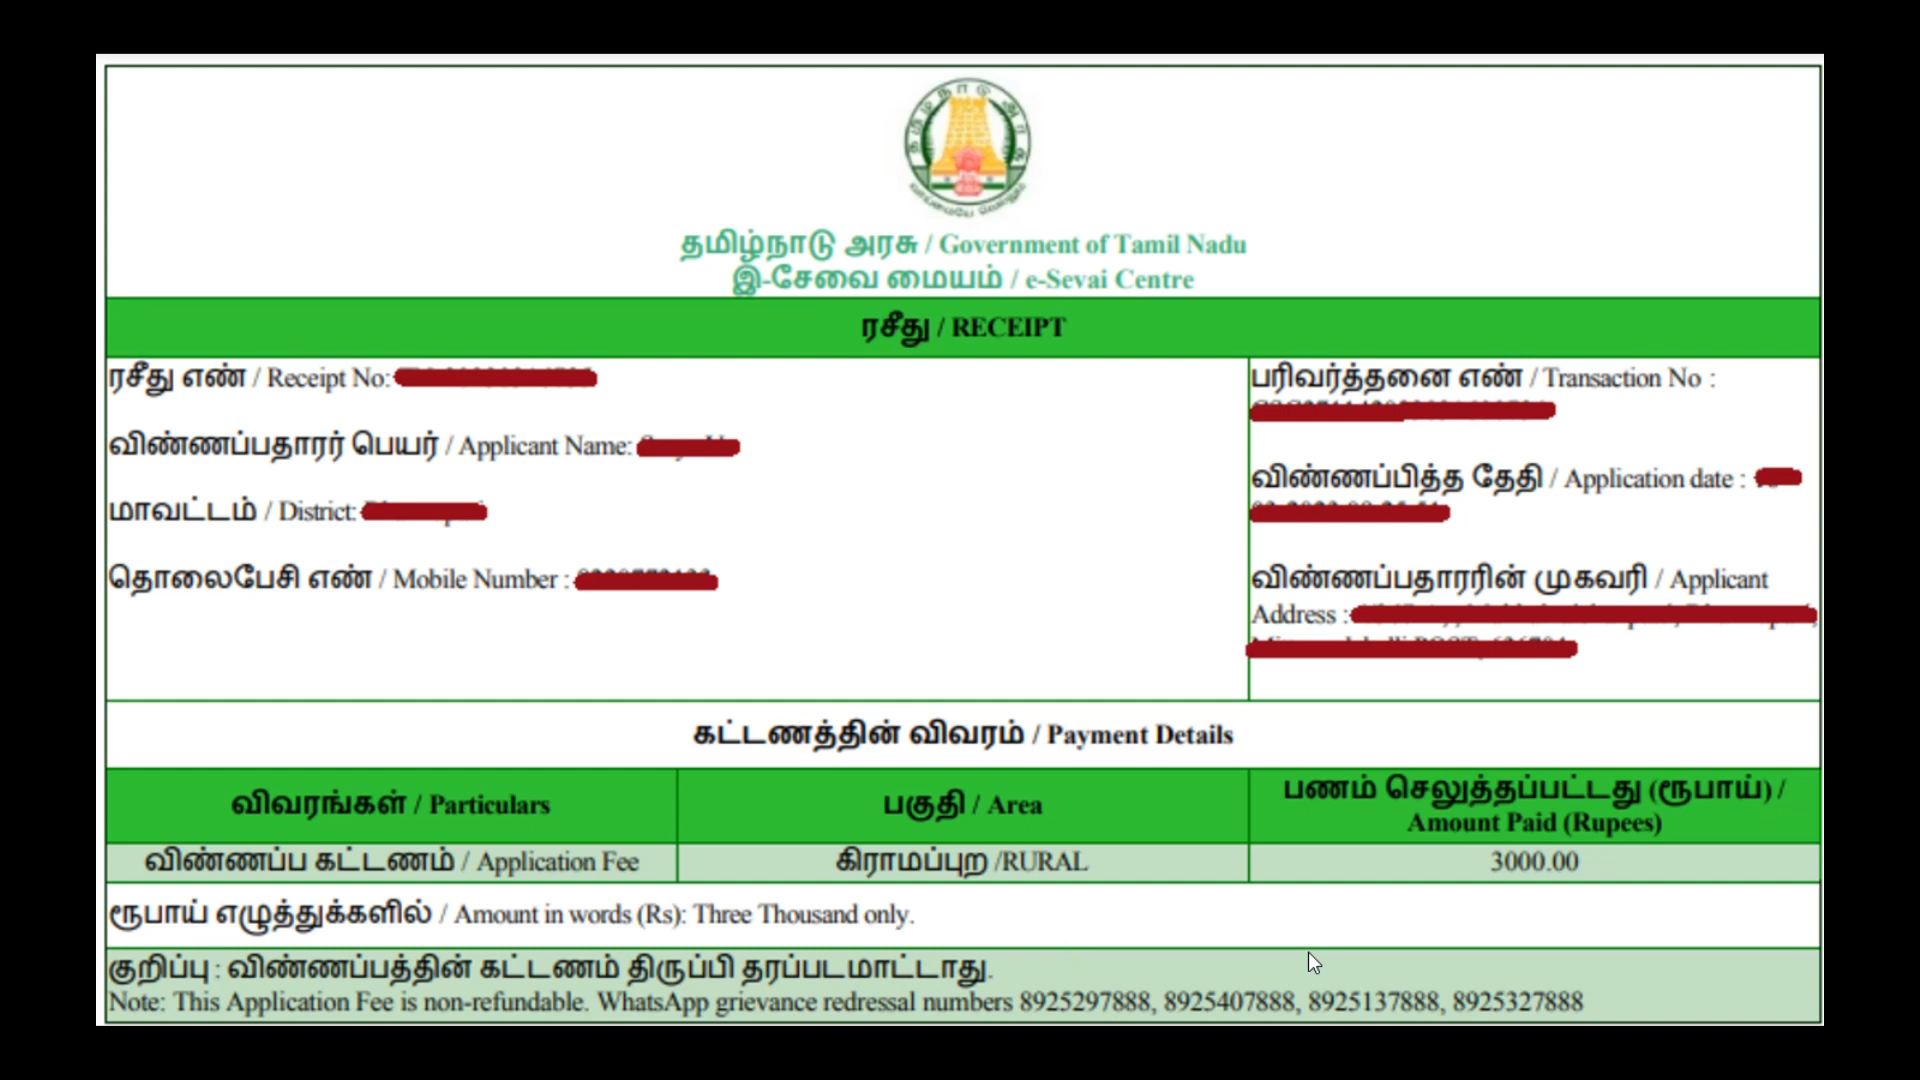 தமிழ்நாடு அரசு
வாய்மையே வெல்லும்
தமிழ்நாடு அரசு / Government of Tamil Nadu
இ-சேவை மையம் / e-Sevai Centre
ரசீது / RECEIPT
ரசீது எண் / Receipt No:
விண்ணப்பதாரர் பெயர் / Applicant Name:
மாவட்டம் / District:
தொலைபேசி எண் / Mobile Number :
பரிவர்த்தனை எண் / Transaction No :
விண்ணப்பித்த தேதி / Application date :
விண்ணப்பதாரரின் முகவரி / Applicant
Address :
கட்டணத்தின் விவரம் / Payment Details
விவரங்கள் / Particulars
பகுதி / Area
பணம் செலுத்தப்பட்டது (ரூபாய்) /
Amount Paid (Rupees)
விண்ணப்ப கட்டணம் / Application Fee
கிராமப்புற /RURAL
3000.00
ரூபாய் எழுத்துக்களில் / Amount in words (Rs): Three Thousand only.
குறிப்பு : விண்ணப்பத்தின் கட்டணம் திருப்பி தரப்படமாட்டாது.
Note: This Application Fee is non-refundable. WhatsApp grievance redressal numbers 8925297888, 8925407888, 8925137888, 8925327888